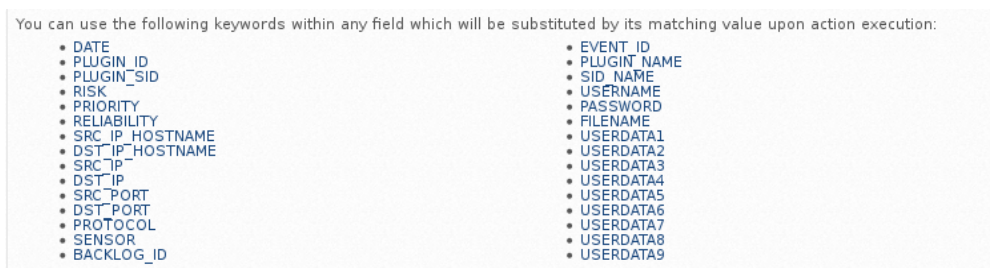 You can use the following keywords within any field which will be substituted by its matching value upon action execution:
DATE
PLUGIN_ID
PLUGIN_SID
RISK
PRIORITY
RELIABILITY
SRC_IP_HOSTNAME
DST_IP_HOSTNAME
SRC_IP
DST_IP
SRC_PORT
DST_PORT
PROTOCOL
SENSOR
BACKLOG_ID
EVENT_ID
PLUGIN_NAME
SID_NAME
USERNAME
PASSWORD
FILENAME
USERDATA1
USERDATA2
USERDATA3
USERDATA4
USERDATA5
USERDATA6
USERDATA7
USERDATA8
USERDATA9